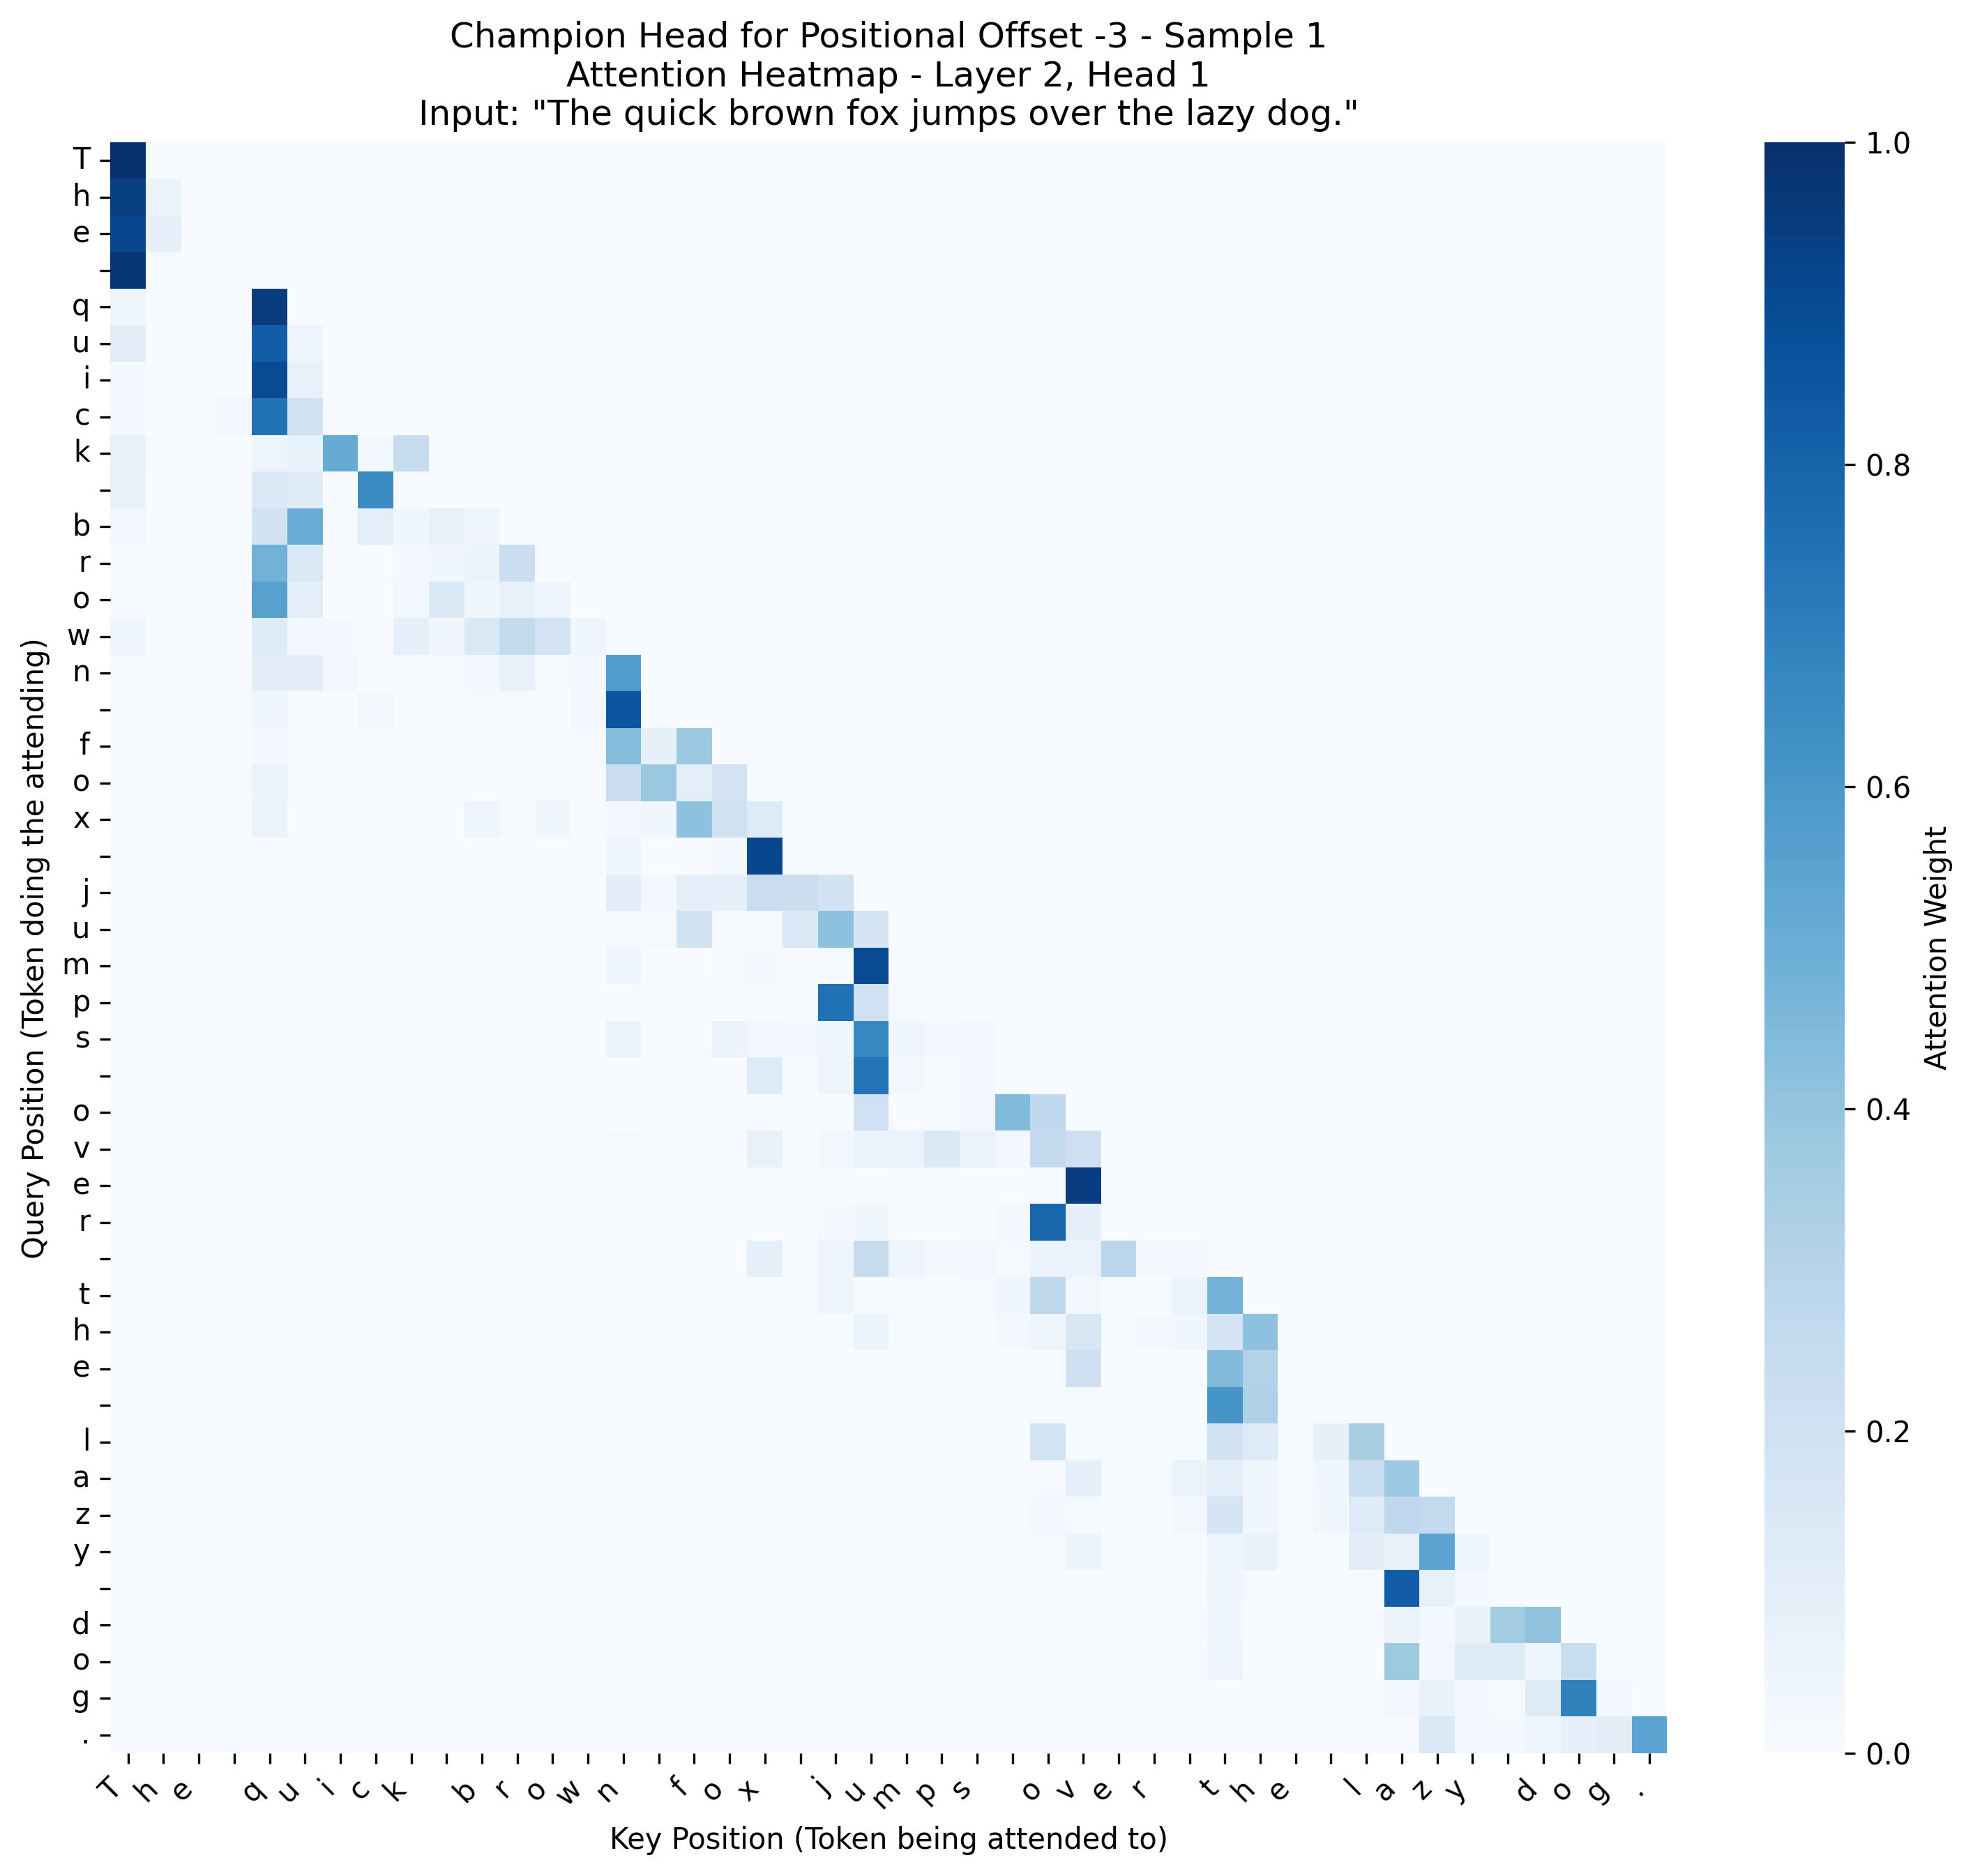 Champion Head for Positional Offset -3 - Sample 1
Attention Heatmap - Layer 2, Head 1
Input: "The quick brown fox jumps over the lazy dog."
T
h
e
q
u
i
c
k
b
r
o
w
n
f
o
x
j
u
m
p
s
o
v
e
r
t
h
e
l
a
z
y
d
o
g
.
Query Position (Token doing the attending)
T h e q u i c k b r o w n f o x j u m p s o v e r t h e l a z y d o g .
Key Position (Token being attended to)
1.0
0.8
0.6
0.4
0.2
0.0
Attention Weight